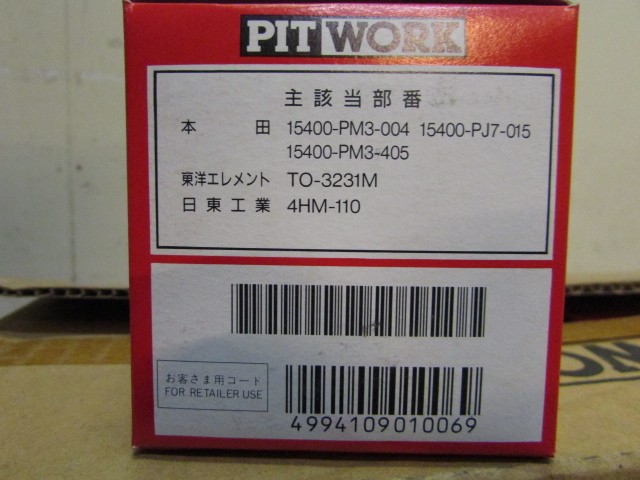 PIT WORK
主該当部番
本田 15400-PM3-004 15400-PJ7-015
15400-PM3-405
東洋エレメント TO-3231M
日東工業 4HM-110
お客さま用コード
FOR RETAILER USE
4994109010069